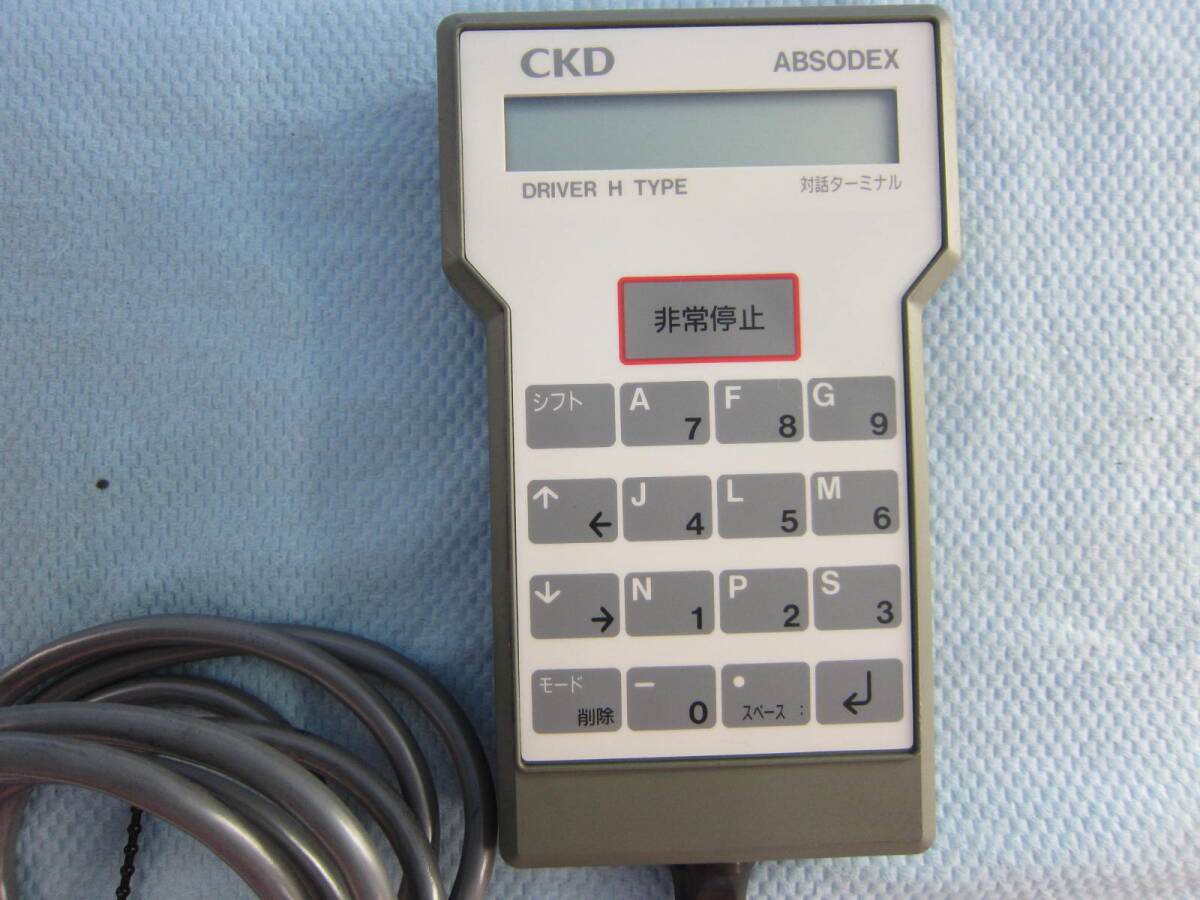 CKD ABSODEX
DRIVER H TYPE 対話ターミナル
非常停止
シフト A 7 F 8 G 9
↑ ← J 4 L 5 M 6
↓ → N 1 P 2 S 3
モード 削除 - 0 • スペース ; ↲